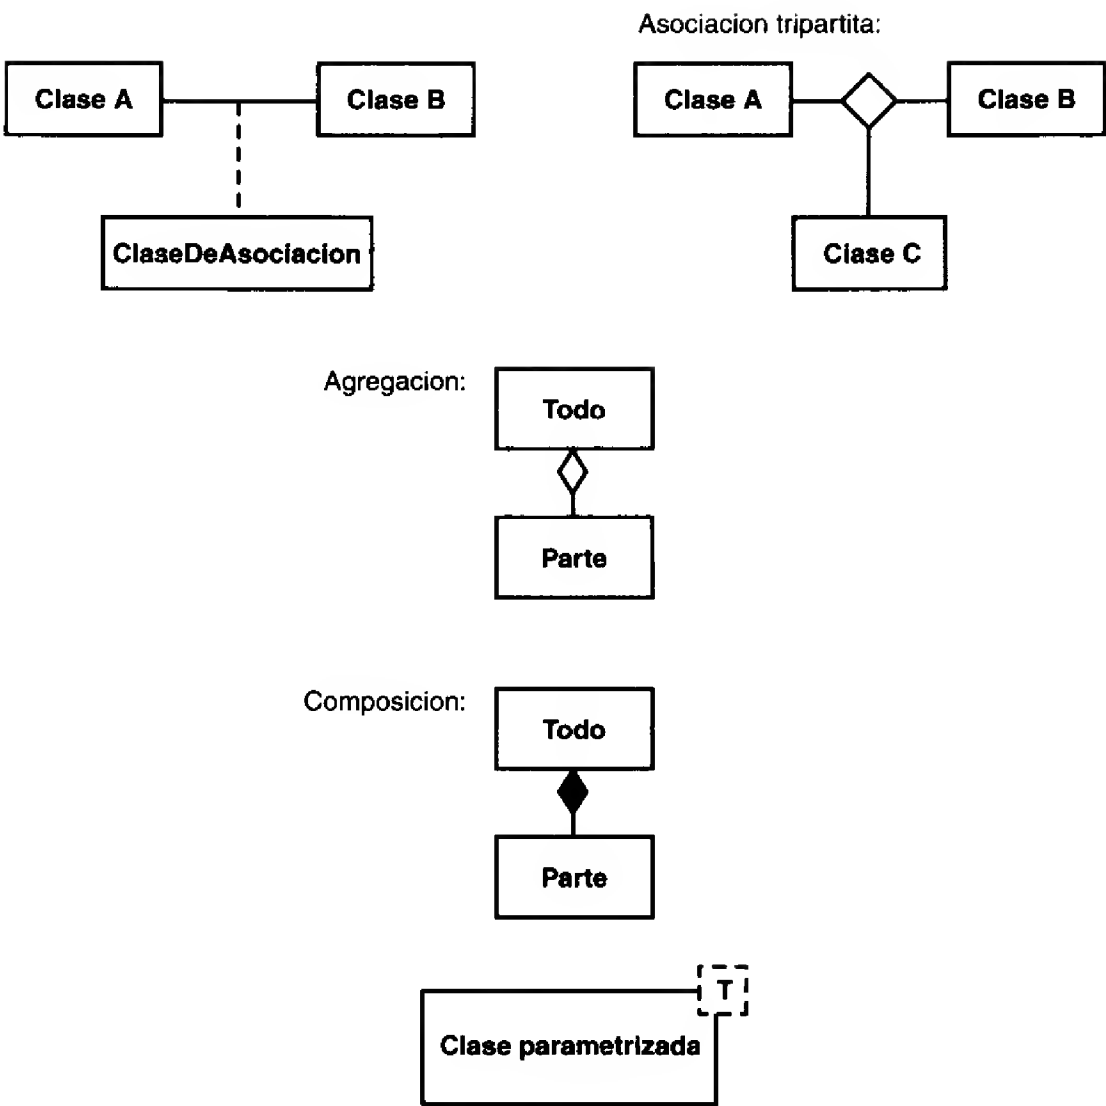 Asociacion tripartita:
Clase A
Clase B
Clase A
Clase B
ClaseDeAsociacion
Clase C
Agregacion:
Todo
Parte
Composicion:
Todo
Parte
T
Clase parametrizada